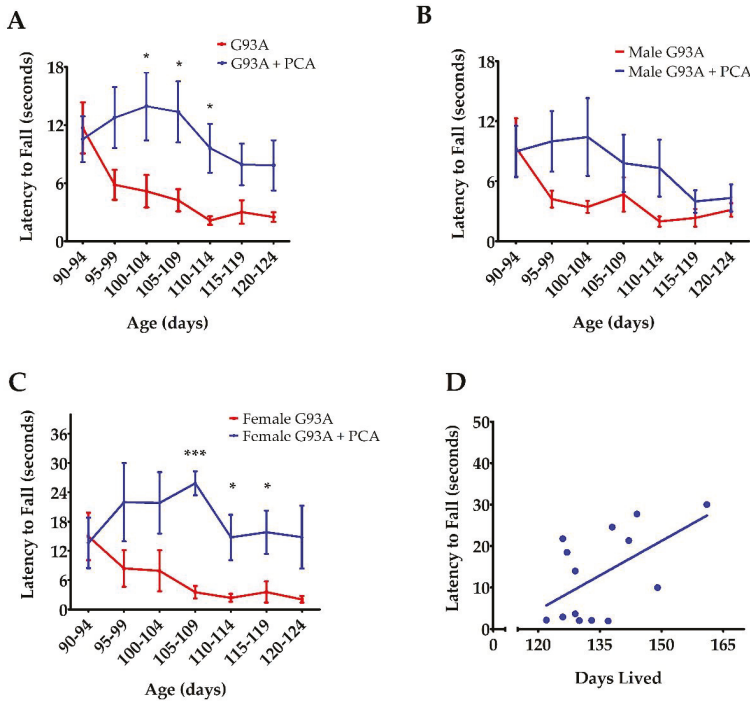 A
G93A
G93A + PCA
Latency to Fall (seconds)
18
12
6
0
* * *
90-94 95-99 100-104 105-109 110-114 115-119 120-124
Age (days)
B
Male G93A
Male G93A + PCA
Latency to Fall (seconds)
18
12
6
0
90-94 95-99 100-104 105-109 110-114 115-119 120-124
Age (days)
C
Female G93A
Female G93A + PCA
Latency to Fall (seconds)
36
30
24
18
12
6
0
*** * *
90-94 95-99 100-104 105-109 110-114 115-119 120-124
Age (days)
D
Latency to Fall (seconds)
50
40
30
20
10
0
0 120 135 149 165
Days Lived